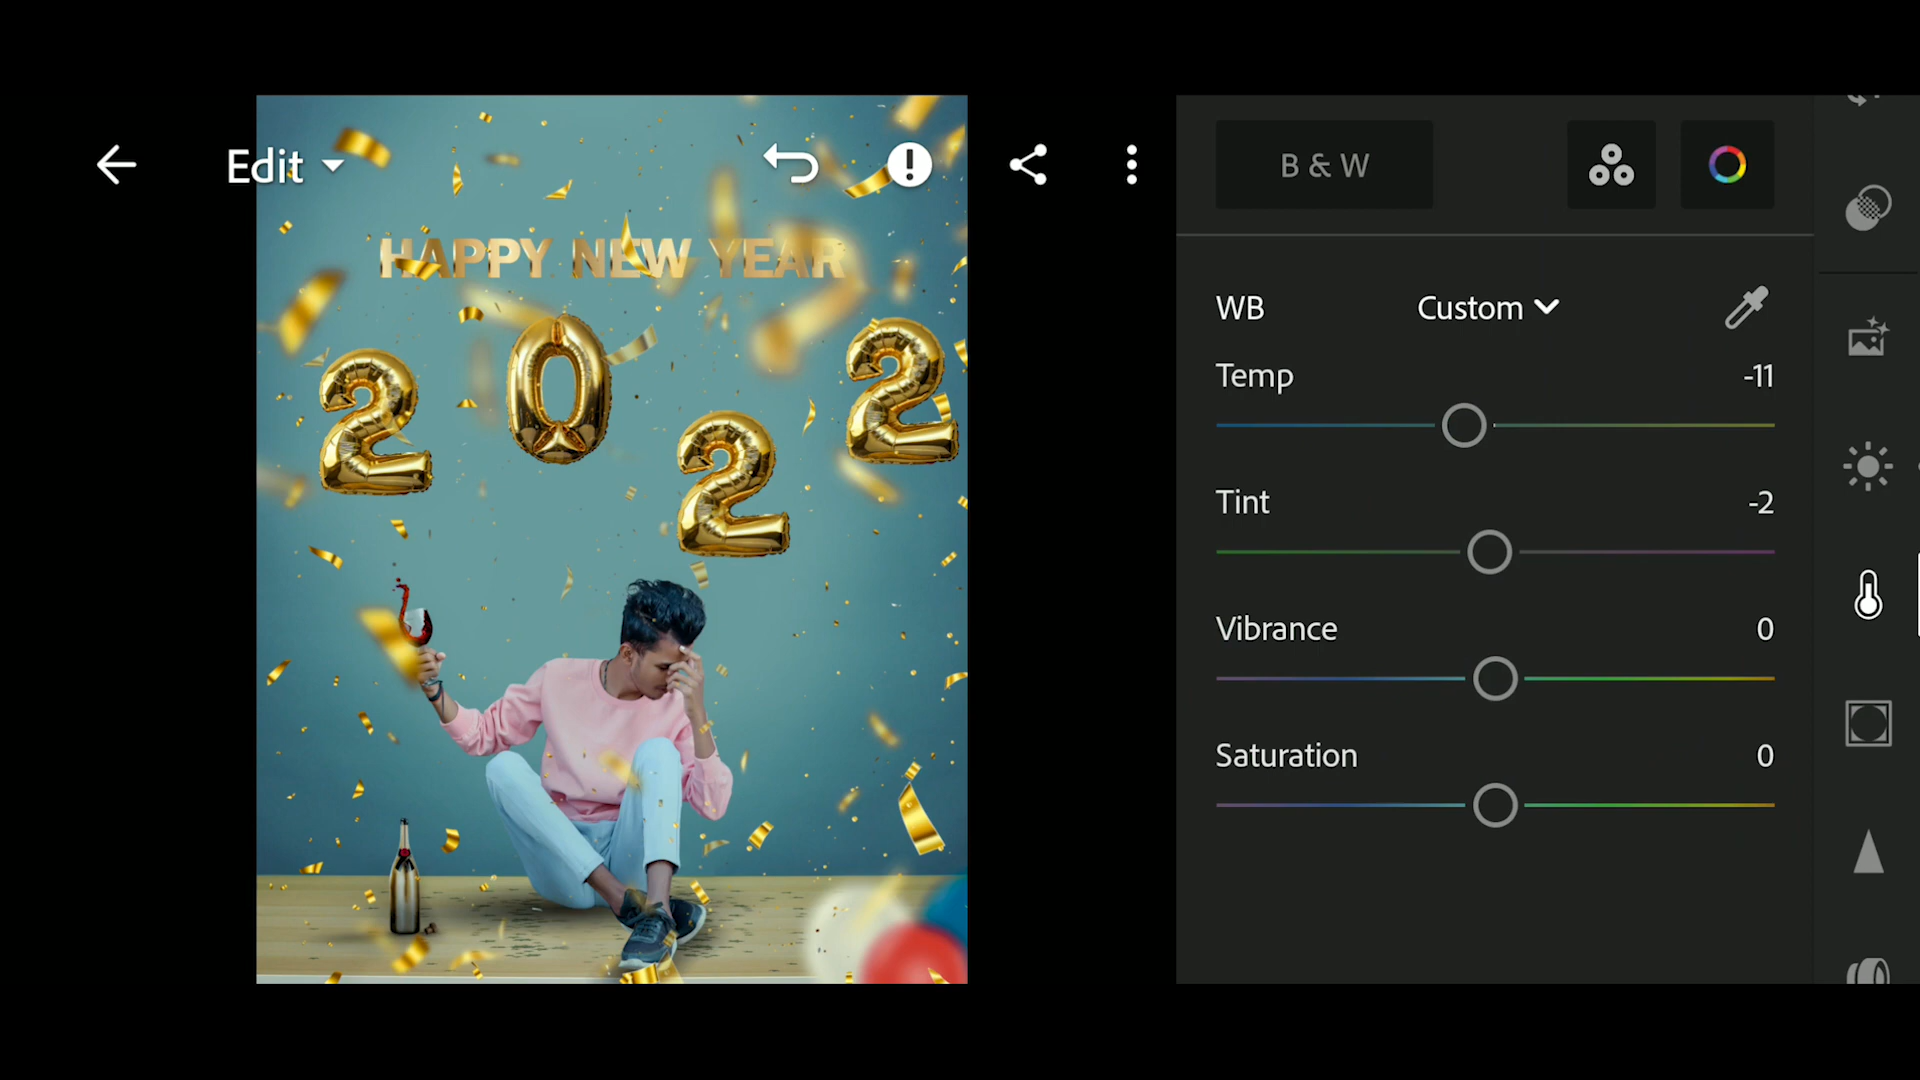 Edit
HAPPY NEW YEAR
2022
B & W
WB Custom
Temp -11
Tint -2
Vibrance 0
Saturation 0